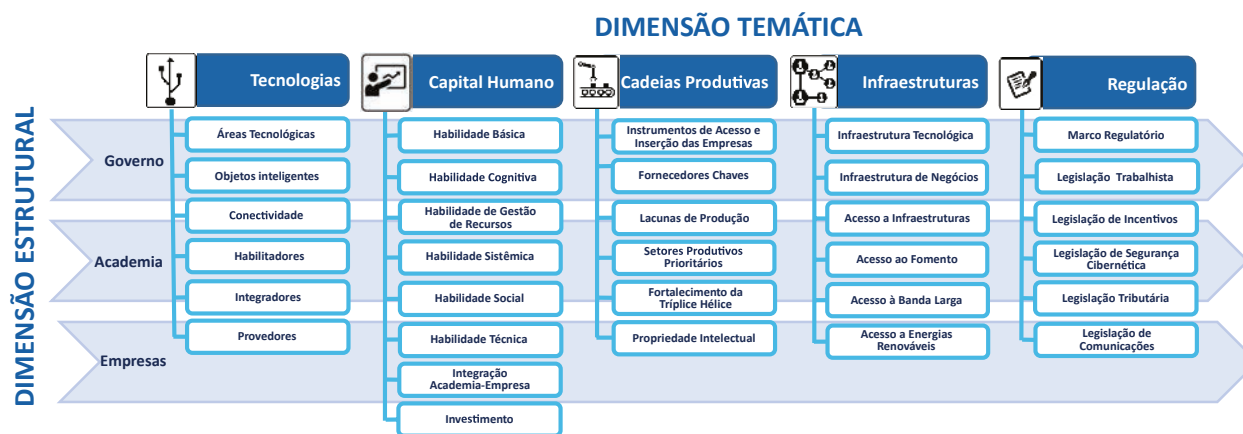 DIMENSÃO TEMÁTICA
DIMENSÃO ESTRUTURAL
Tecnologias
Capital Humano
Cadeias Produtivas
Infraestruturas
Regulação
Governo
Academia
Empresas
Áreas Tecnológicas
Objetos inteligentes
Conectividade
Habilitadores
Integradores
Provedores
Habilidade Básica
Habilidade Cognitiva
Habilidade de Gestão
de Recursos
Habilidade Sistêmica
Habilidade Social
Habilidade Técnica
Integração
Academia-Empresa
Investimento
Instrumentos de Acesso e
Inserção das Empresas
Fornecedores Chaves
Lacunas de Produção
Setores Produtivos
Prioritários
Fortalecimento da
Tríplice Hélice
Propriedade Intelectual
Infraestrutura Tecnológica
Infraestrutura de Negócios
Acesso a Infraestruturas
Acesso ao Fomento
Acesso à Banda Larga
Acesso a Energias
Renováveis
Marco Regulatório
Legislação Trabalhista
Legislação de Incentivos
Legislação de Segurança
Cibernética
Legislação Tributária
Legislação de
Comunicações